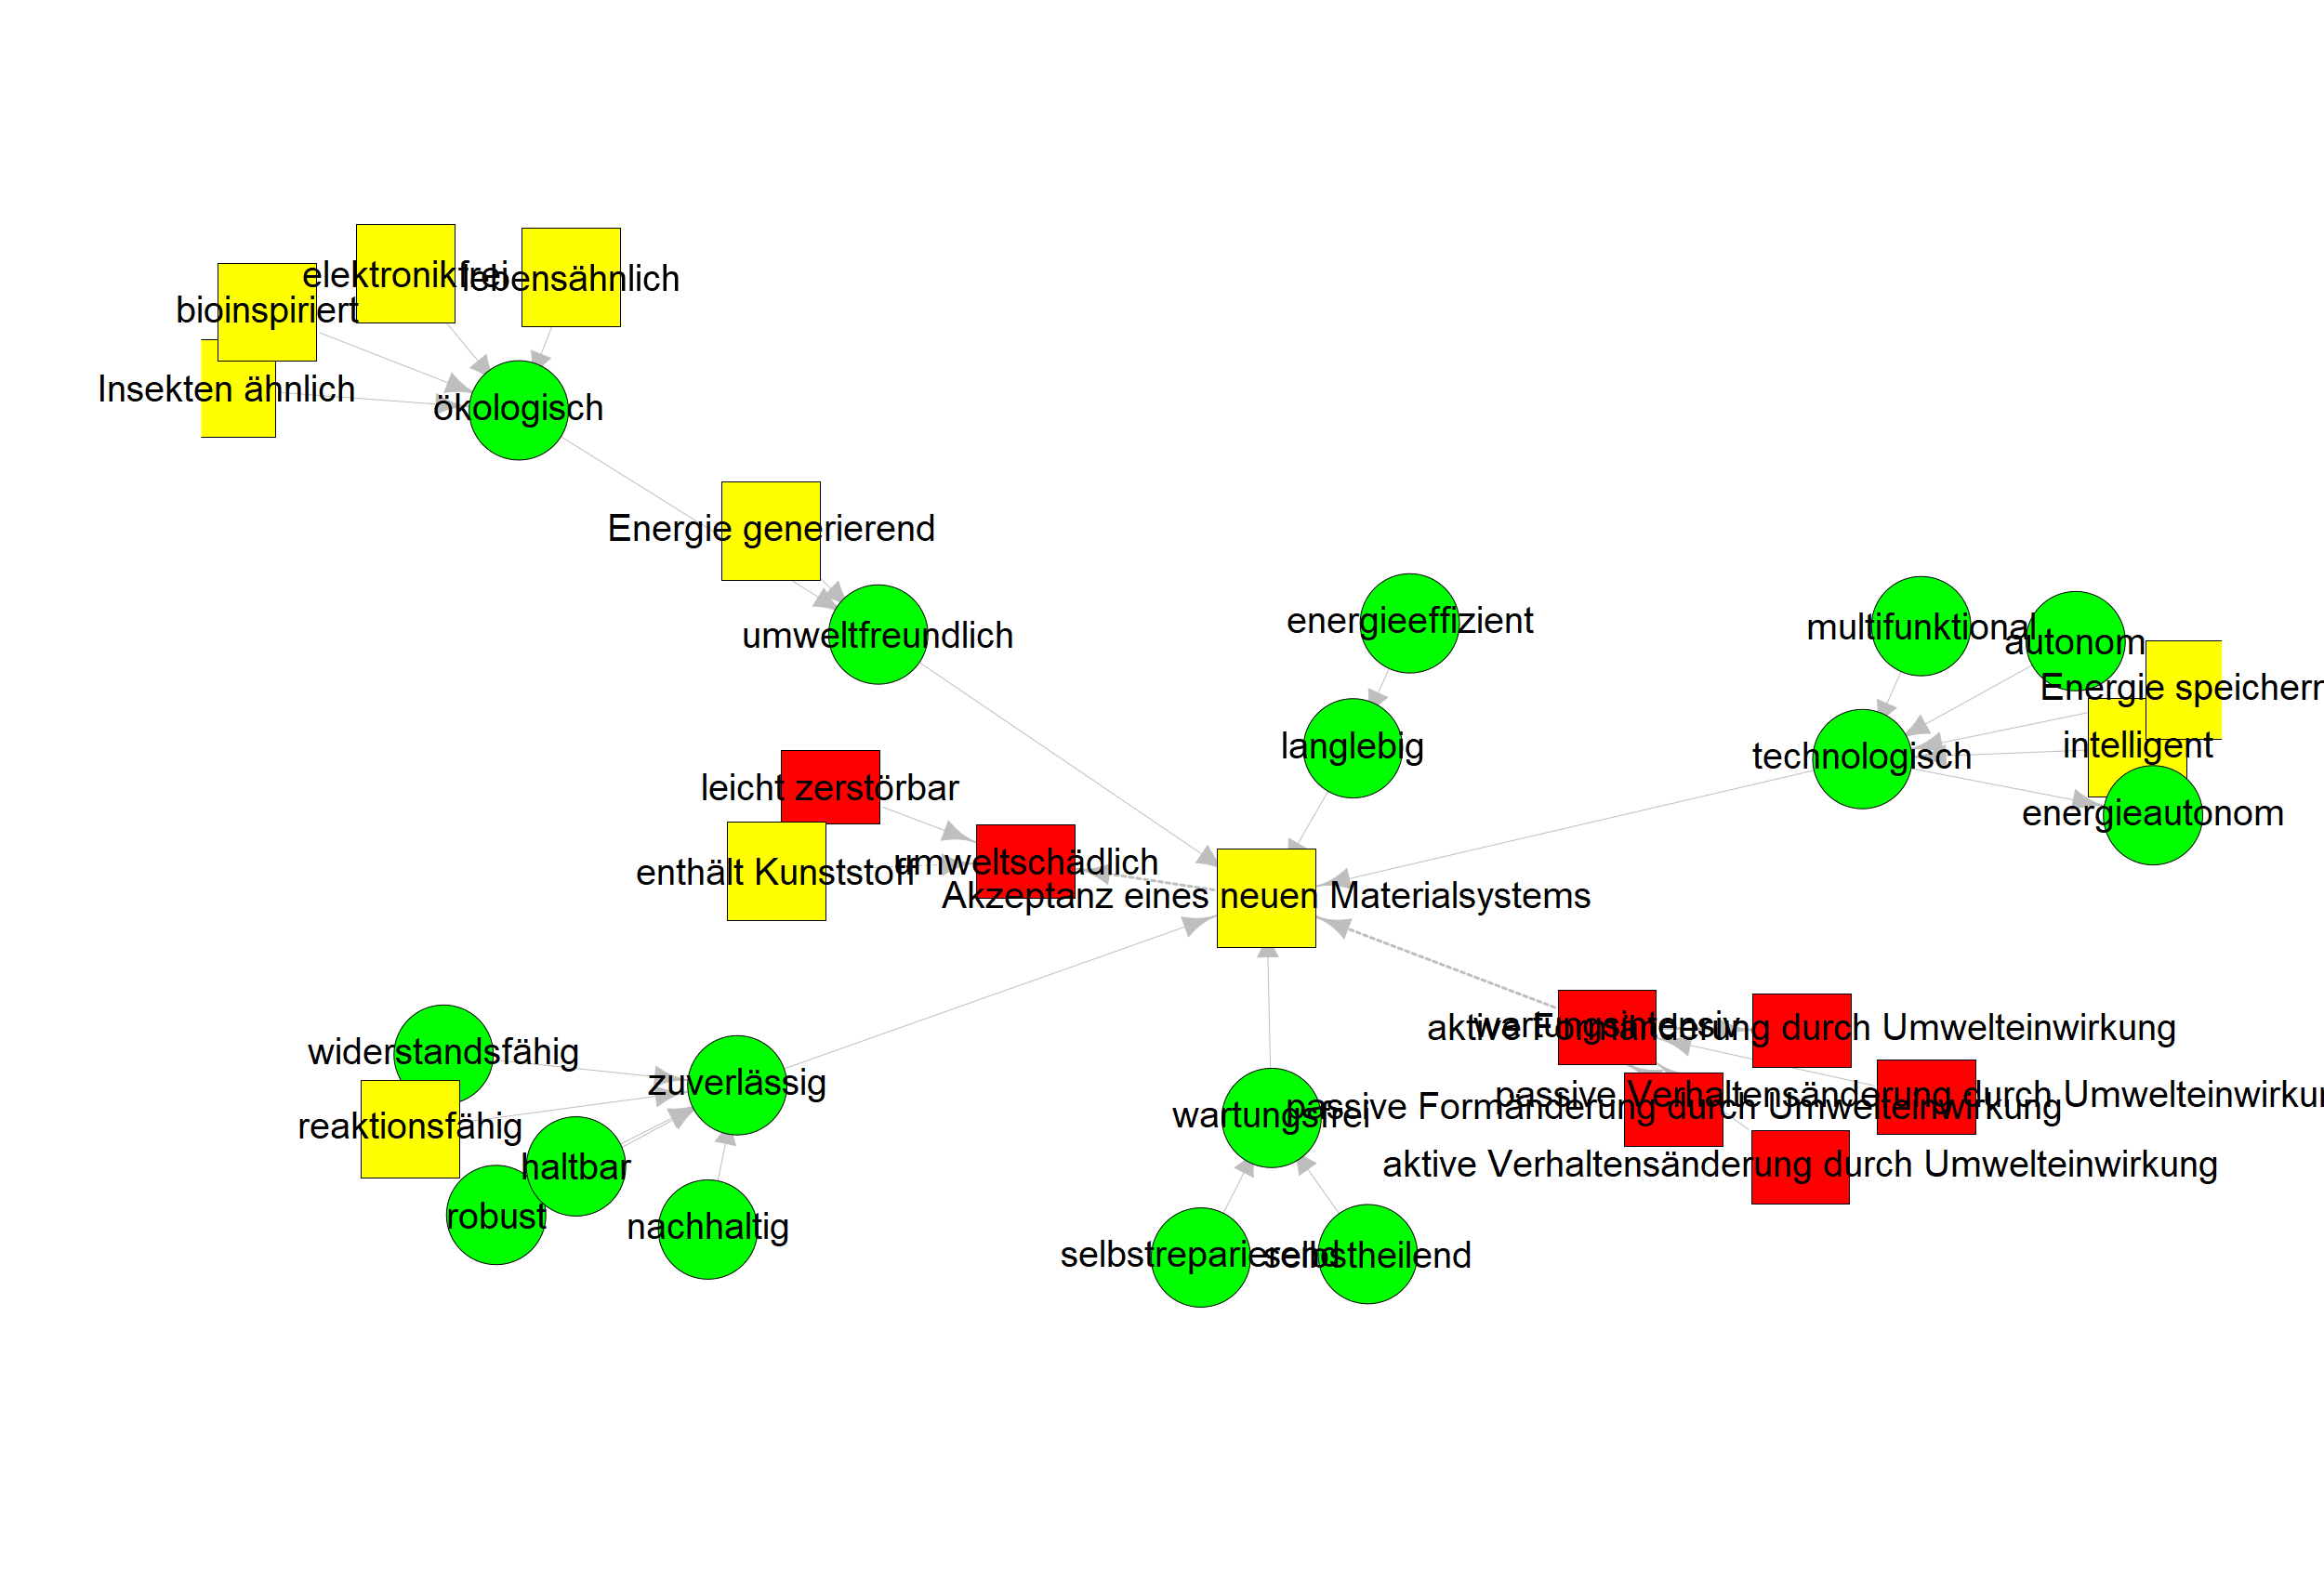 elektronikfrei
lebensähnlich
bioinspiriert
Insekten ähnlich
ökologisch
Energie generierend
umweltfreundlich
energieeffizient
multifunktional
autonom
Energie speichern
langlebig
technologisch
intelligent
energieautonom
leicht zerstörbar
umweltschädlich
enthält Kunststoff
Akzeptanz eines neuen Materialsystems
wartungsintensiv
aktive Formänderung durch Umwelteinwirkung
widerstandsfähig
zuverlässig
passive Verhaltensänderung durch Umwelteinwirku
passive Formänderung durch Umwelteinwirkung
wartungsfrei
reaktionsfähig
haltbar
aktive Verhaltensänderung durch Umwelteinwirkung
robust
nachhaltig
selbstreparierend
selbstheilend